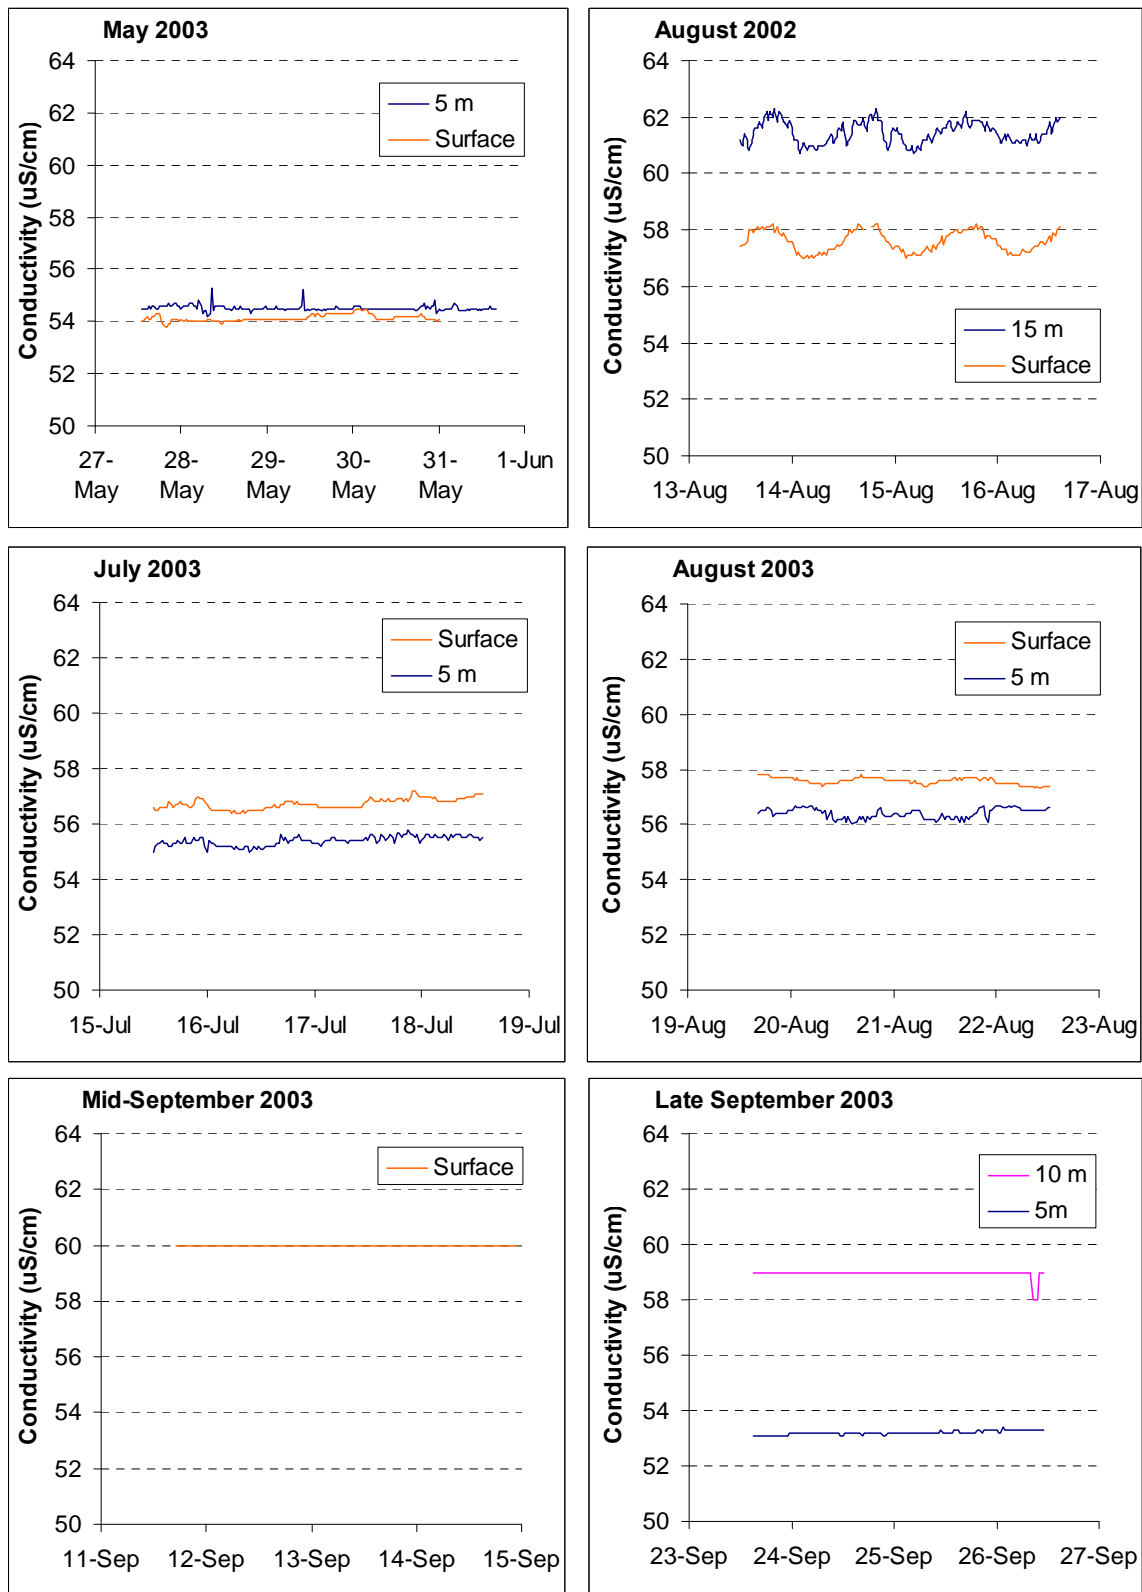 May 2003
Conductivity (uS/cm)
64
62
60
58
56
54
52
50
5 m
Surface
27-May
28-May
29-May
30-May
31-May
1-Jun
August 2002
Conductivity (uS/cm)
64
62
60
58
56
54
52
50
15 m
Surface
13-Aug
14-Aug
15-Aug
16-Aug
17-Aug
July 2003
Conductivity (uS/cm)
64
62
60
58
56
54
52
50
Surface
5 m
15-Jul
16-Jul
17-Jul
18-Jul
19-Jul
August 2003
Conductivity (uS/cm)
64
62
60
58
56
54
52
50
Surface
5 m
19-Aug
20-Aug
21-Aug
22-Aug
23-Aug
Mid-September 2003
Conductivity (uS/cm)
64
62
60
58
56
54
52
50
Surface
11-Sep
12-Sep
13-Sep
14-Sep
15-Sep
Late September 2003
Conductivity (uS/cm)
64
62
60
58
56
54
52
50
10 m
5m
23-Sep
24-Sep
25-Sep
26-Sep
27-Sep